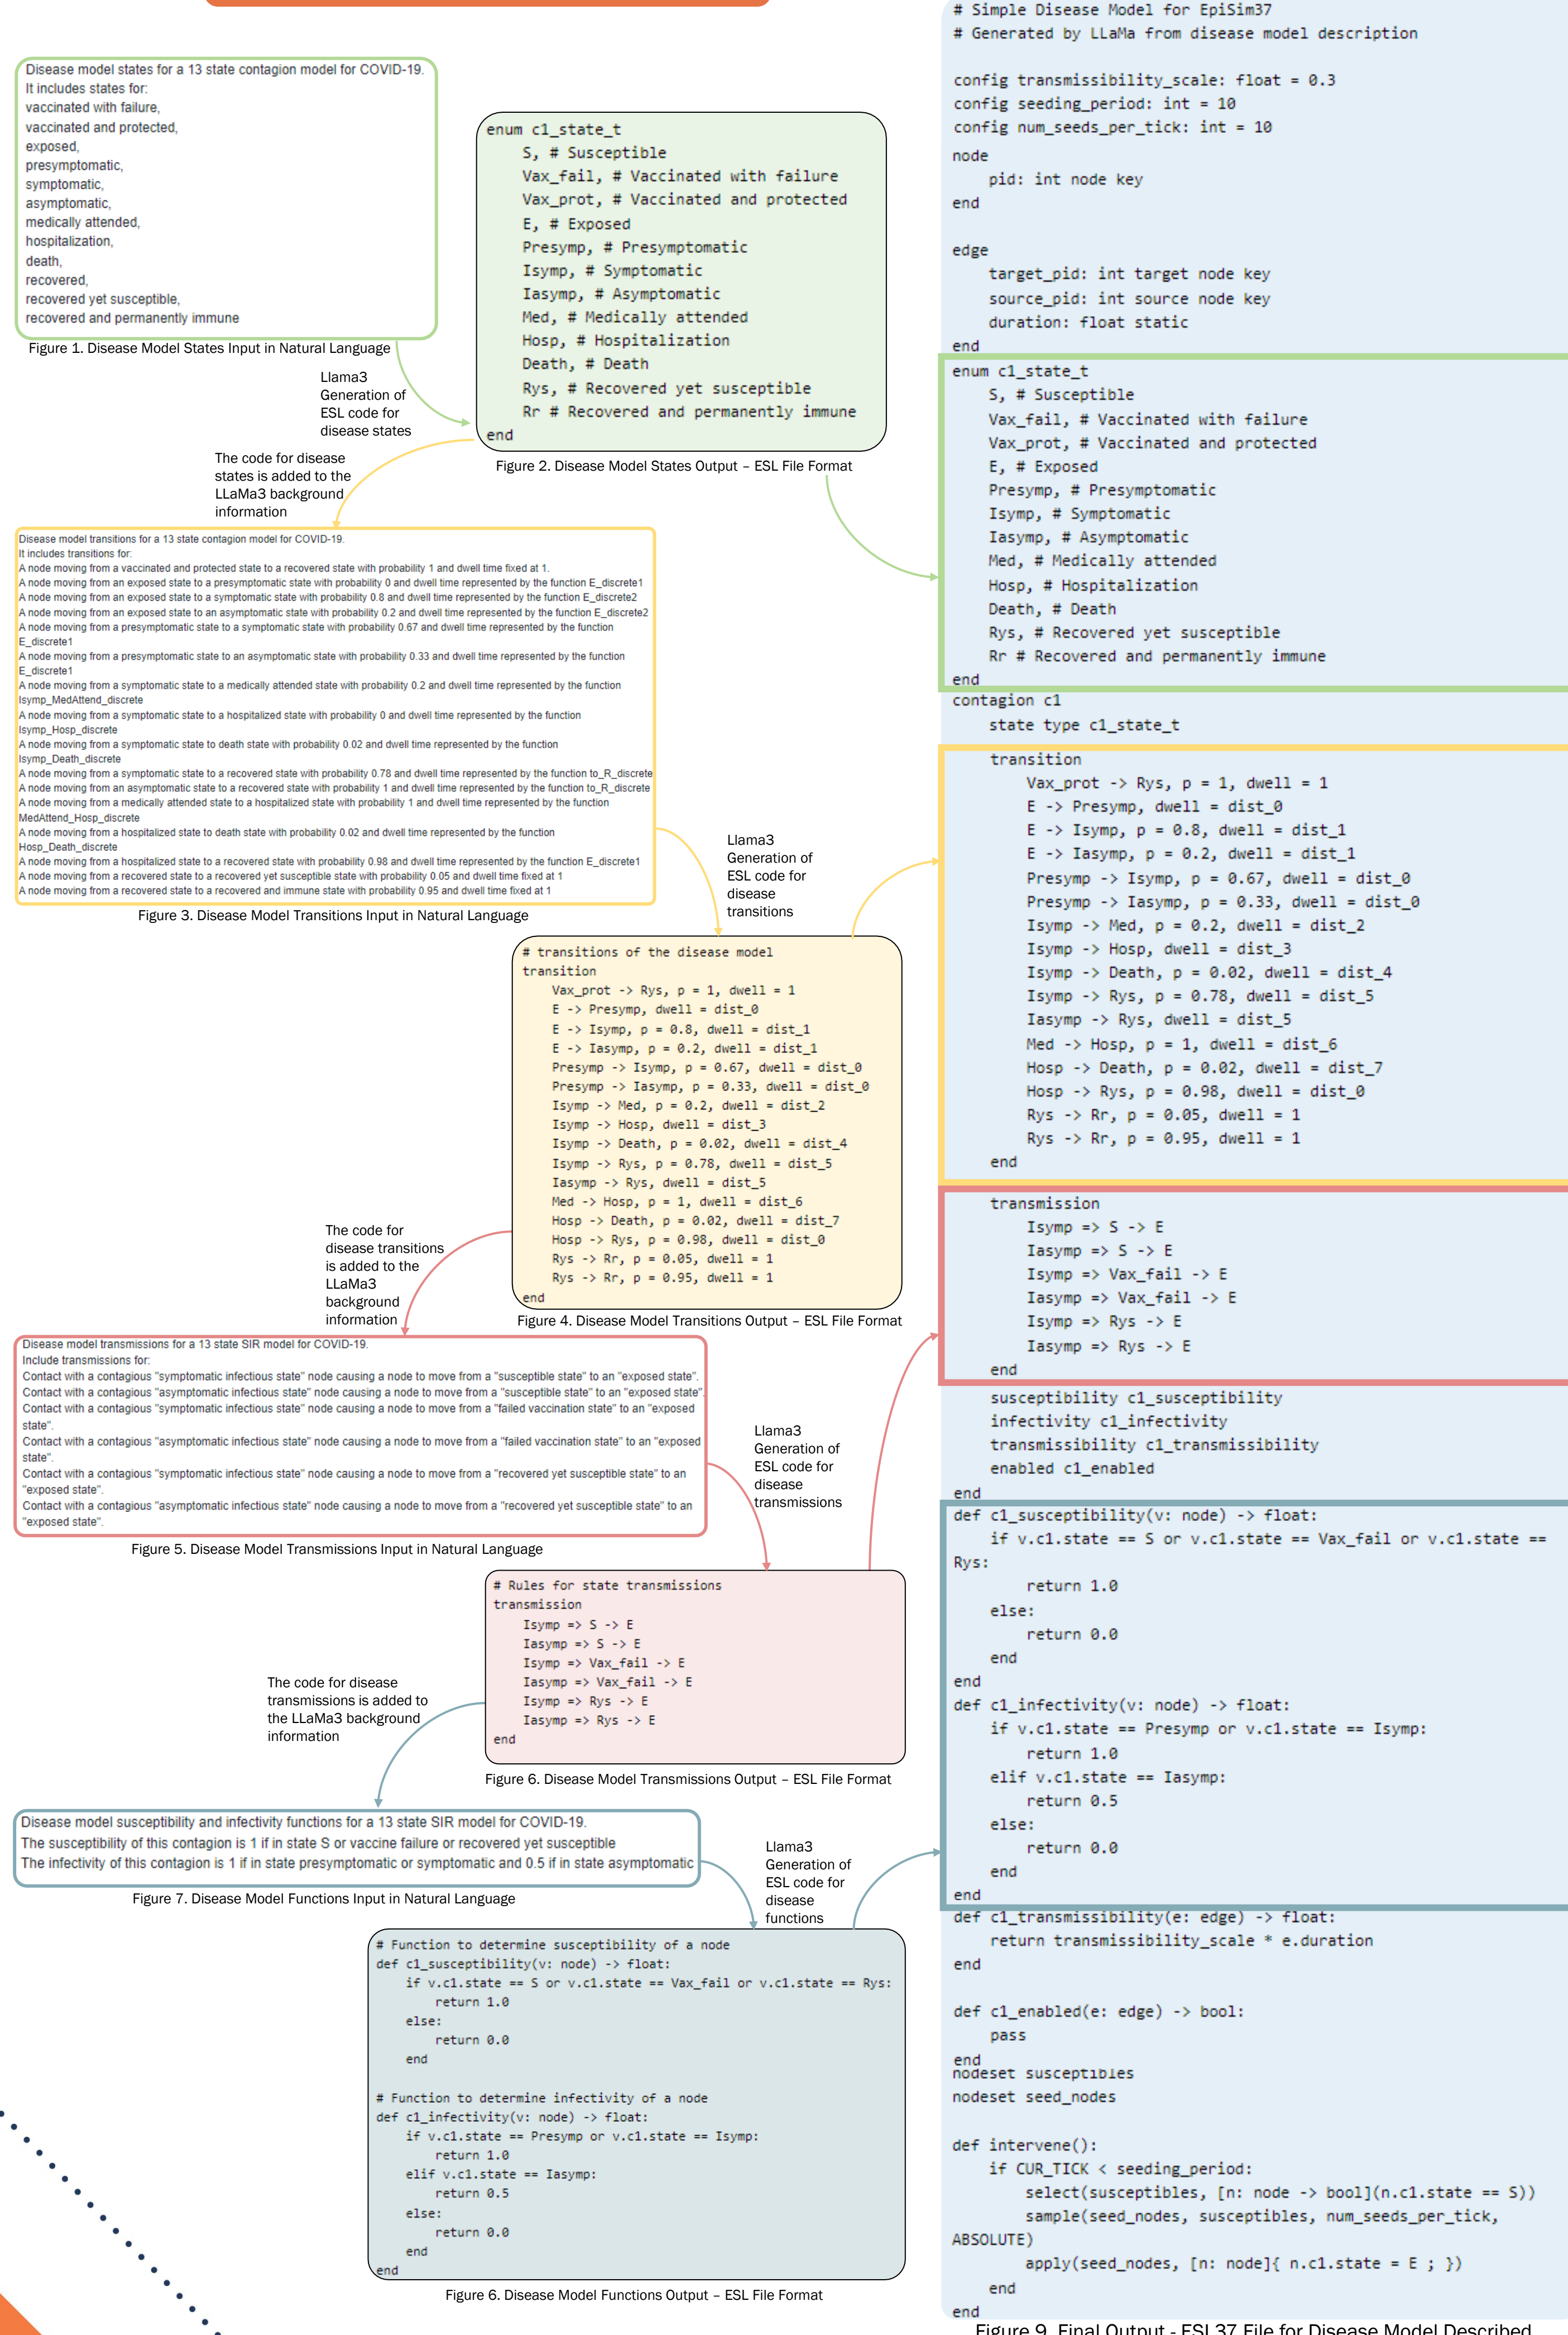 Disease model states for a 13 state contagion model for COVID-19.
It includes states for:
vaccinated with failure,
vaccinated and protected,
exposed,
presymptomatic,
symptomatic,
asymptomatic,
medically attended,
hospitalization,
death,
recovered,
recovered yet susceptible,
recovered and permanently immune
Figure 1. Disease Model States Input in Natural Language
Llama3
Generation of
ESL code for
disease states
enum c1_state_t
S, # Susceptible
Vax_fail, # Vaccinated with failure
Vax_prot, # Vaccinated and protected
E, # Exposed
Presymp, # Presymptomatic
Isymp, # Symptomatic
Iasymp, # Asymptomatic
Med, # Medically attended
Hosp, # Hospitalization
Death, # Death
Rys, # Recovered yet susceptible
Rr # Recovered and permanently immune
end
Figure 2. Disease Model States Output – ESL File Format
The code for disease
states is added to the
LLaMa3 background
information
Disease model transitions for a 13 state contagion model for COVID-19.
It includes transitions for:
A node moving from a vaccinated and protected state to a recovered state with probability 1 and dwell time fixed at 1.
A node moving from an exposed state to a presymptomatic state with probability 0 and dwell time represented by the function E_discrete1
A node moving from an exposed state to a symptomatic state with probability 0.8 and dwell time represented by the function E_discrete2
A node moving from an exposed state to an asymptomatic state with probability 0.2 and dwell time represented by the function E_discrete2
A node moving from a presymptomatic state to a symptomatic state with probability 0.67 and dwell time represented by the function
E_discrete1
A node moving from a presymptomatic state to an asymptomatic state with probability 0.33 and dwell time represented by the function
E_discrete1
A node moving from a symptomatic state to a medically attended state with probability 0.2 and dwell time represented by the function
Isymp_MedAttend_discrete
A node moving from a symptomatic state to a hospitalized state with probability 0 and dwell time represented by the function
Isymp_Hosp_discrete
A node moving from a symptomatic state to death state with probability 0.02 and dwell time represented by the function
Isymp_Death_discrete
A node moving from a symptomatic state to a recovered state with probability 0.78 and dwell time represented by the function to_R_discrete
A node moving from an asymptomatic state to a recovered state with probability 1 and dwell time represented by the function to_R_discrete
A node moving from a medically attended state to a hospitalized state with probability 1 and dwell time represented by the function
MedAttend_Hosp_discrete
A node moving from a hospitalized state to death state with probability 0.02 and dwell time represented by the function
Hosp_Death_discrete
A node moving from a hospitalized state to a recovered state with probability 0.98 and dwell time represented by the function E_discrete1
A node moving from a recovered state to a recovered yet susceptible state with probability 0.05 and dwell time fixed at 1
A node moving from a recovered state to a recovered and immune state with probability 0.95 and dwell time fixed at 1
Figure 3. Disease Model Transitions Input in Natural Language
Llama3
Generation of
ESL code for
disease
transitions
# transitions of the disease model
transition
Vax_prot -> Rys, p = 1, dwell = 1
E -> Presymp, dwell = dist_0
E -> Isymp, p = 0.8, dwell = dist_1
E -> Iasymp, p = 0.2, dwell = dist_1
Presymp -> Isymp, p = 0.67, dwell = dist_0
Presymp -> Iasymp, p = 0.33, dwell = dist_0
Isymp -> Med, p = 0.2, dwell = dist_2
Isymp -> Hosp, dwell = dist_3
Isymp -> Death, p = 0.02, dwell = dist_4
Isymp -> Rys, p = 0.78, dwell = dist_5
Iasymp -> Rys, dwell = dist_5
Med -> Hosp, p = 1, dwell = dist_6
Hosp -> Death, p = 0.02, dwell = dist_7
Hosp -> Rys, p = 0.98, dwell = dist_0
Rys -> Rr, p = 0.05, dwell = 1
Rys -> Rr, p = 0.95, dwell = 1
end
Figure 4. Disease Model Transitions Output – ESL File Format
The code for
disease transitions
is added to the
LLaMa3
background
information
Disease model transmissions for a 13 state SIR model for COVID-19.
Include transmissions for:
Contact with a contagious "symptomatic infectious state" node causing a node to move from a "susceptible state" to an "exposed state".
Contact with a contagious "asymptomatic infectious state" node causing a node to move from a "susceptible state" to an "exposed state".
Contact with a contagious "symptomatic infectious state" node causing a node to move from a "failed vaccination state" to an "exposed
state".
Contact with a contagious "asymptomatic infectious state" node causing a node to move from a "failed vaccination state" to an "exposed
state".
Contact with a contagious "symptomatic infectious state" node causing a node to move from a "recovered yet susceptible state" to an
"exposed state".
Contact with a contagious "asymptomatic infectious state" node causing a node to move from a "recovered yet susceptible state" to an
"exposed state".
Figure 5. Disease Model Transmissions Input in Natural Language
Llama3
Generation of
ESL code for
disease
transmissions
# Rules for state transmissions
transmission
Isymp => S -> E
Iasymp => S -> E
Isymp => Vax_fail -> E
Iasymp => Vax_fail -> E
Isymp => Rys -> E
Iasymp => Rys -> E
end
Figure 6. Disease Model Transmissions Output – ESL File Format
The code for disease
transmissions is added to
the LLaMa3 background
information
Disease model susceptibility and infectivity functions for a 13 state SIR model for COVID-19.
The susceptibility of this contagion is 1 if in state S or vaccine failure or recovered yet susceptible
The infectivity of this contagion is 1 if in state presymptomatic or symptomatic and 0.5 if in state asymptomatic
Figure 7. Disease Model Functions Input in Natural Language
Llama3
Generation of
ESL code for
disease
functions
# Function to determine susceptibility of a node
def c1_susceptibility(v: node) -> float:
if v.c1.state == S or v.c1.state == Vax_fail or v.c1.state == Rys:
return 1.0
else:
return 0.0
end
# Function to determine infectivity of a node
def c1_infectivity(v: node) -> float:
if v.c1.state == Presymp or v.c1.state == Isymp:
return 1.0
elif v.c1.state == Iasymp:
return 0.5
else:
return 0.0
end
end
Figure 6. Disease Model Functions Output – ESL File Format
# Simple Disease Model for EpiSim37
# Generated by LLaMa from disease model description
config transmissibility_scale: float = 0.3
config seeding_period: int = 10
config num_seeds_per_tick: int = 10
node
pid: int node key
end
edge
target_pid: int target node key
source_pid: int source node key
duration: float static
end
enum c1_state_t
S, # Susceptible
Vax_fail, # Vaccinated with failure
Vax_prot, # Vaccinated and protected
E, # Exposed
Presymp, # Presymptomatic
Isymp, # Symptomatic
Iasymp, # Asymptomatic
Med, # Medically attended
Hosp, # Hospitalization
Death, # Death
Rys, # Recovered yet susceptible
Rr # Recovered and permanently immune
end
contagion c1
state type c1_state_t
transition
Vax_prot -> Rys, p = 1, dwell = 1
E -> Presymp, dwell = dist_0
E -> Isymp, p = 0.8, dwell = dist_1
E -> Iasymp, p = 0.2, dwell = dist_1
Presymp -> Isymp, p = 0.67, dwell = dist_0
Presymp -> Iasymp, p = 0.33, dwell = dist_0
Isymp -> Med, p = 0.2, dwell = dist_2
Isymp -> Hosp, dwell = dist_3
Isymp -> Death, p = 0.02, dwell = dist_4
Isymp -> Rys, p = 0.78, dwell = dist_5
Iasymp -> Rys, dwell = dist_5
Med -> Hosp, p = 1, dwell = dist_6
Hosp -> Death, p = 0.02, dwell = dist_7
Hosp -> Rys, p = 0.98, dwell = dist_0
Rys -> Rr, p = 0.05, dwell = 1
Rys -> Rr, p = 0.95, dwell = 1
end
transmission
Isymp => S -> E
Iasymp => S -> E
Isymp => Vax_fail -> E
Iasymp => Vax_fail -> E
Isymp => Rys -> E
Iasymp => Rys -> E
end
susceptibility c1_susceptibility
infectivity c1_infectivity
transmissibility c1_transmissibility
enabled c1_enabled
end
def c1_susceptibility(v: node) -> float:
if v.c1.state == S or v.c1.state == Vax_fail or v.c1.state ==
Rys:
return 1.0
else:
return 0.0
end
end
def c1_infectivity(v: node) -> float:
if v.c1.state == Presymp or v.c1.state == Isymp:
return 1.0
elif v.c1.state == Iasymp:
return 0.5
else:
return 0.0
end
end
def c1_transmissibility(e: edge) -> float:
return transmissibility_scale * e.duration
end
def c1_enabled(e: edge) -> bool:
pass
end
nodeset susceptibles
nodeset seed_nodes
def intervene():
if CUR_TICK < seeding_period:
select(susceptibles, [n: node -> bool](n.c1.state == S))
sample(seed_nodes, susceptibles, num_seeds_per_tick,
ABSOLUTE)
apply(seed_nodes, [n: node]{ n.c1.state = E ; })
end
end
Figure 9. Final Output - ESL37 File for Disease Model Described